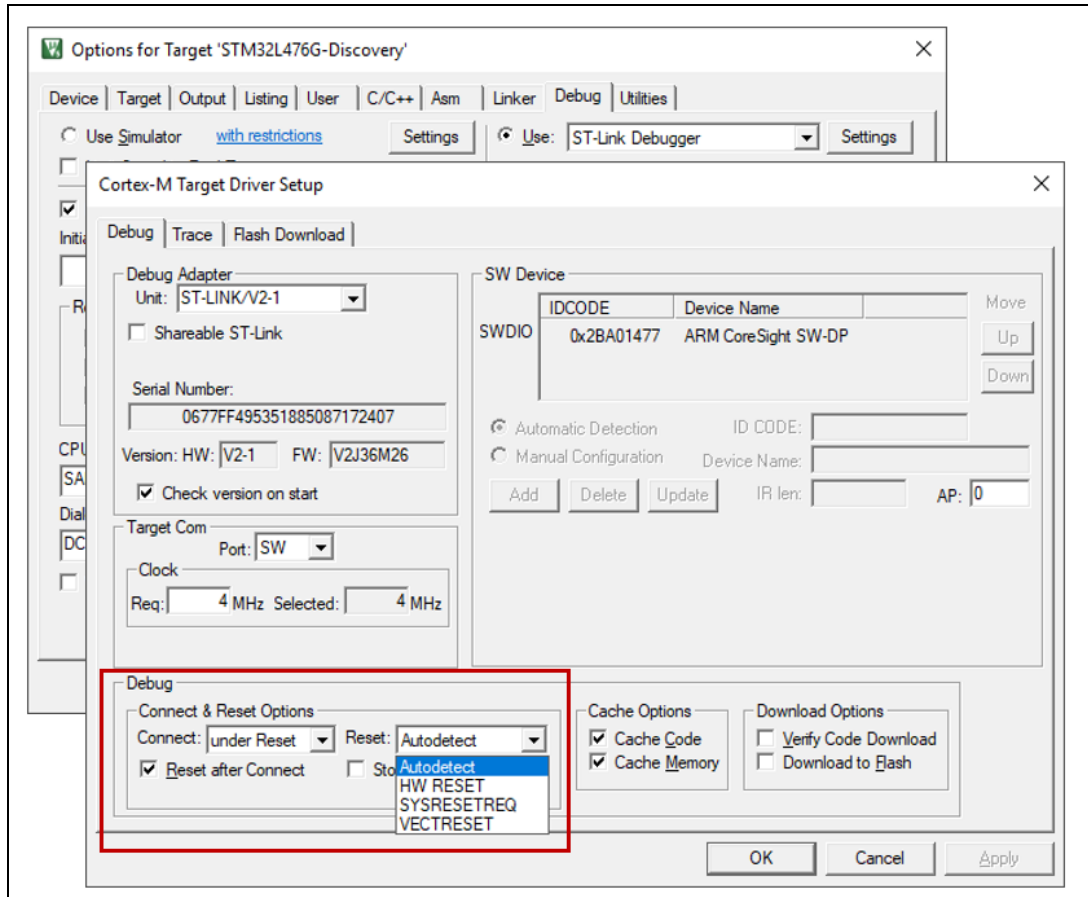 Options for Target 'STM32L476G-Discovery'
Device Target Output Listing User C/C++ Asm Linker Debug Utilities
Use Simulator with restrictions Settings Use: ST-Link Debugger Settings
Cortex-M Target Driver Setup
Debug Trace Flash Download
Debug Adapter
Unit: ST-LINK/V2-1
Shareable ST-Link
Serial Number:
0677FF495351885087172407
Version: HW: V2-1 FW: V2J36M26
Check version on start
Target Com
Port: SW
Clock
Req: 4 MHz Selected: 4 MHz
SW Device
IDCODE Device Name
SWDIO 0x2BA01477 ARM CoreSight SW-DP
Move
Up
Down
Automatic Detection ID CODE:
Manual Configuration Device Name:
Add Delete Update IR len: AP: 0
Debug
Connect & Reset Options
Connect: under Reset Reset: Autodetect
Reset after Connect
Autodetect
HW RESET
SYSRESETREQ
VECTRESET
Cache Options
Cache Code
Cache Memory
Download Options
Verify Code Download
Download to Flash
OK Cancel Apply